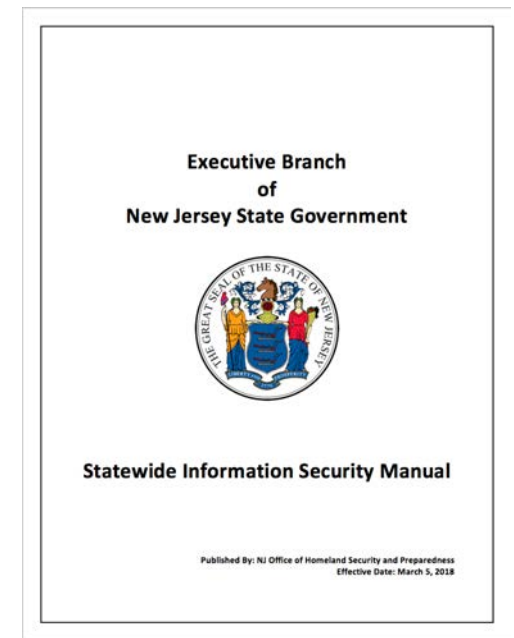 Executive Branch
of
New Jersey State Government
THE GREAT SEAL OF THE STATE OF NEW JERSEY
LIBERTY AND PROSPERITY
Statewide Information Security Manual
Published By: NJ Office of Homeland Security and Preparedness
Effective Date: March 5, 2018